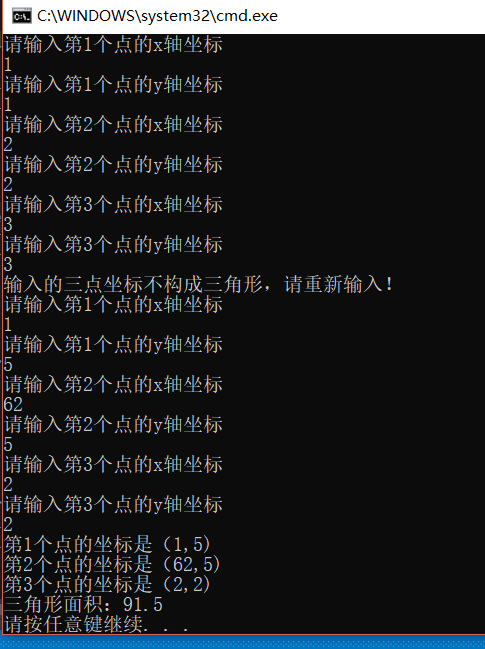 C:\WINDOWS\system32\cmd.exe
请输入第1个点的x轴坐标
1
请输入第1个点的y轴坐标
1
请输入第2个点的x轴坐标
2
请输入第2个点的y轴坐标
2
请输入第3个点的x轴坐标
3
请输入第3个点的y轴坐标
3
输入的三点坐标不构成三角形，请重新输入!
请输入第1个点的x轴坐标
1
请输入第1个点的y轴坐标
5
请输入第2个点的x轴坐标
62
请输入第2个点的y轴坐标
5
请输入第3个点的x轴坐标
2
请输入第3个点的y轴坐标
2
第1个点的坐标是（1,5)
第2个点的坐标是（62,5)
第3个点的坐标是（2,2)
三角形面积：91.5
请按任意键继续. . .